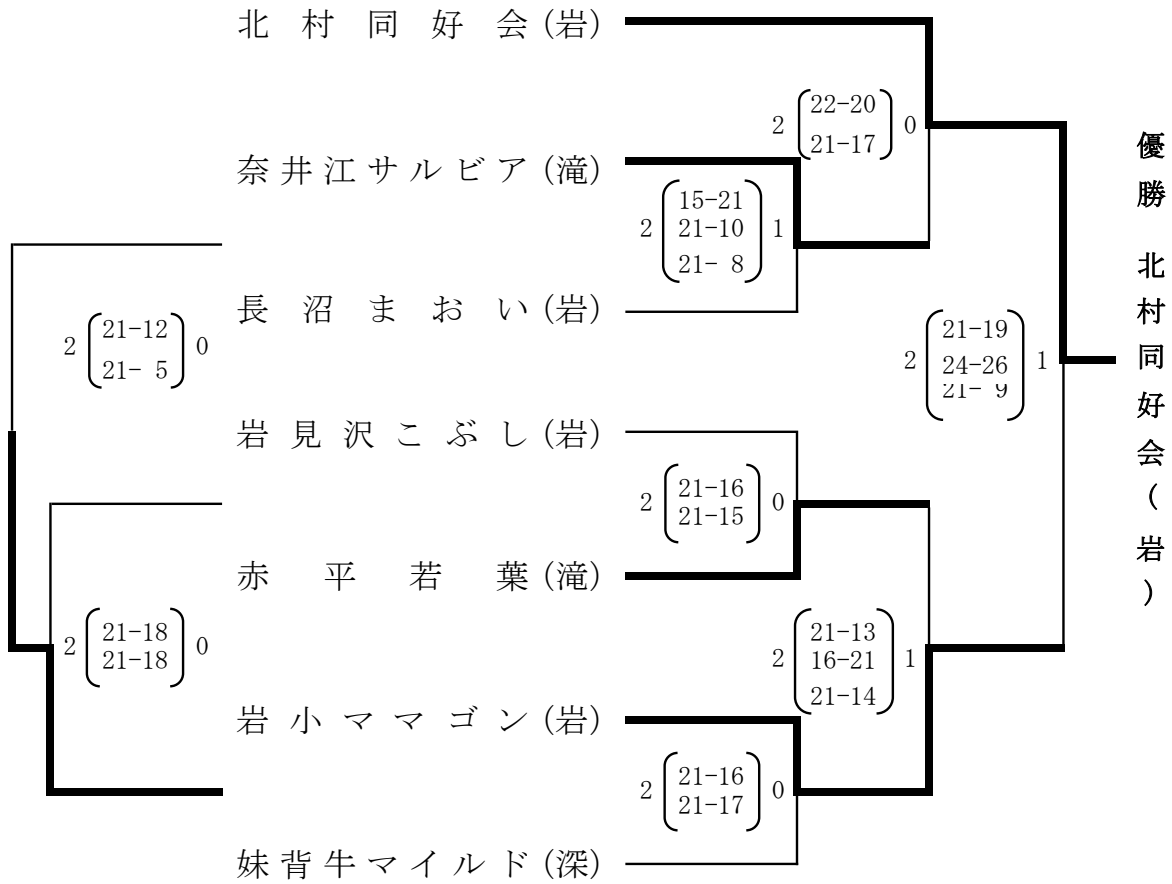 北村同好会(岩)
2 22-20 0
21-17
奈井江サルビア(滝)
2 15-21 1
21-10
21- 8
長沼まおい(岩)
2 21-12 0
21- 5
2 21-19 1
24-26
21- 9
岩見沢こぶし(岩)
2 21-16 0
21-15
赤平若葉(滝)
2 21-18 0
21-18
2 21-13 1
16-21
21-14
岩小ママゴン(岩)
2 21-16 0
21-17
妹背牛マイルド(深)
優勝 北村同好会(岩)